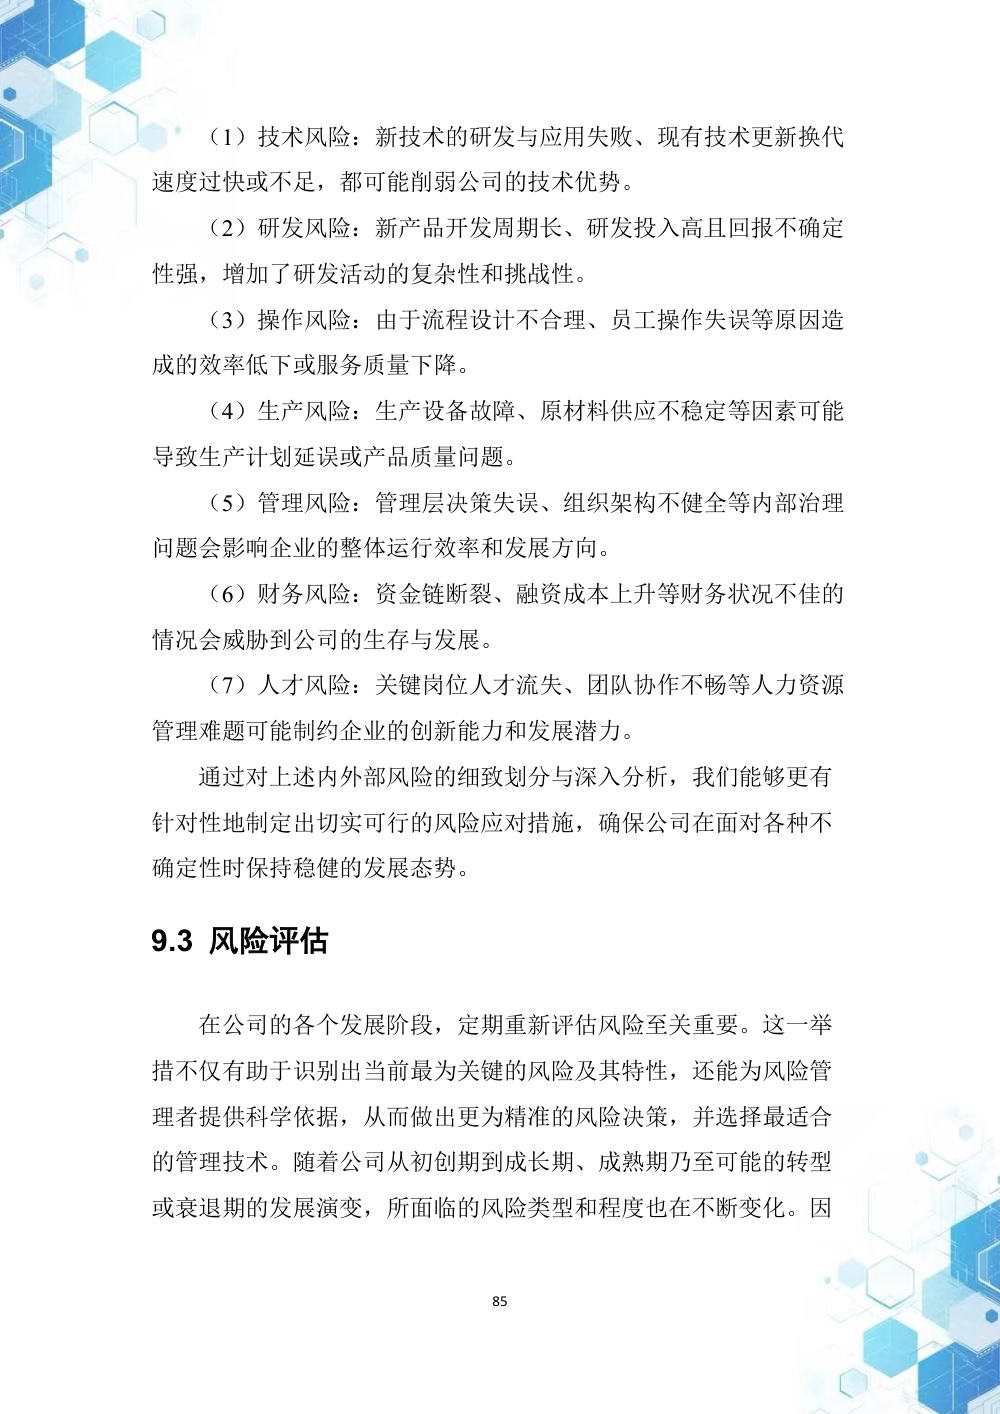 （1）技术风险：新技术的研发与应用失败、现有技术更新换代
速度过快或不足，都可能削弱公司的技术优势。
（2）研发风险：新产品开发周期长、研发投入高且回报不确定
性强，增加了研发活动的复杂性和挑战性。
（3）操作风险：由于流程设计不合理、员工操作失误等原因造
成的效率低下或服务质量下降。
（4）生产风险：生产设备故障、原材料供应不稳定等因素可能
导致生产计划延误或产品质量问题。
（5）管理风险：管理层决策失误、组织架构不健全等内部治理
问题会影响企业的整体运行效率和发展方向。
（6）财务风险：资金链断裂、融资成本上升等财务状况不佳的
情况会威胁到公司的生存与发展。
（7）人才风险：关键岗位人才流失、团队协作不畅等人力资源
管理难题可能制约企业的创新能力和发展潜力。
通过对上述内外部风险的细致划分与深入分析，我们能够更有
针对性地制定出切实可行的风险应对措施，确保公司在面对各种不
确定性时保持稳健的发展态势。
9.3 风险评估
在公司的各个发展阶段，定期重新评估风险至关重要。这一举
措不仅有助于识别出当前最为关键的风险及其特性，还能为风险管
理者提供科学依据，从而做出更为精准的风险决策，并选择最适合
的管理技术。随着公司从初创期到成长期、成熟期乃至可能的转型
或衰退期的发展演变，所面临的风险类型和程度也在不断变化。因
85